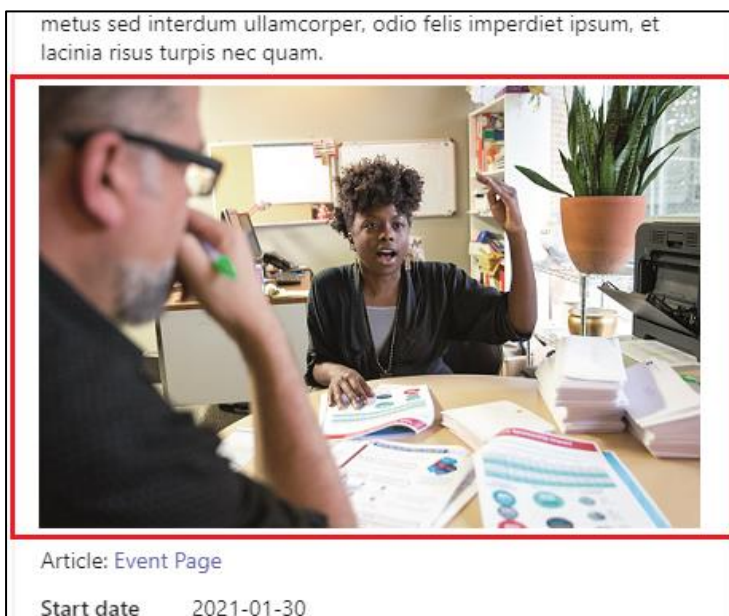 metus sed interdum ullamcorper, odio felis imperdiet ipsum, et
lacinia risus turpis nec quam.
Article: Event Page
Start date 2021-01-30